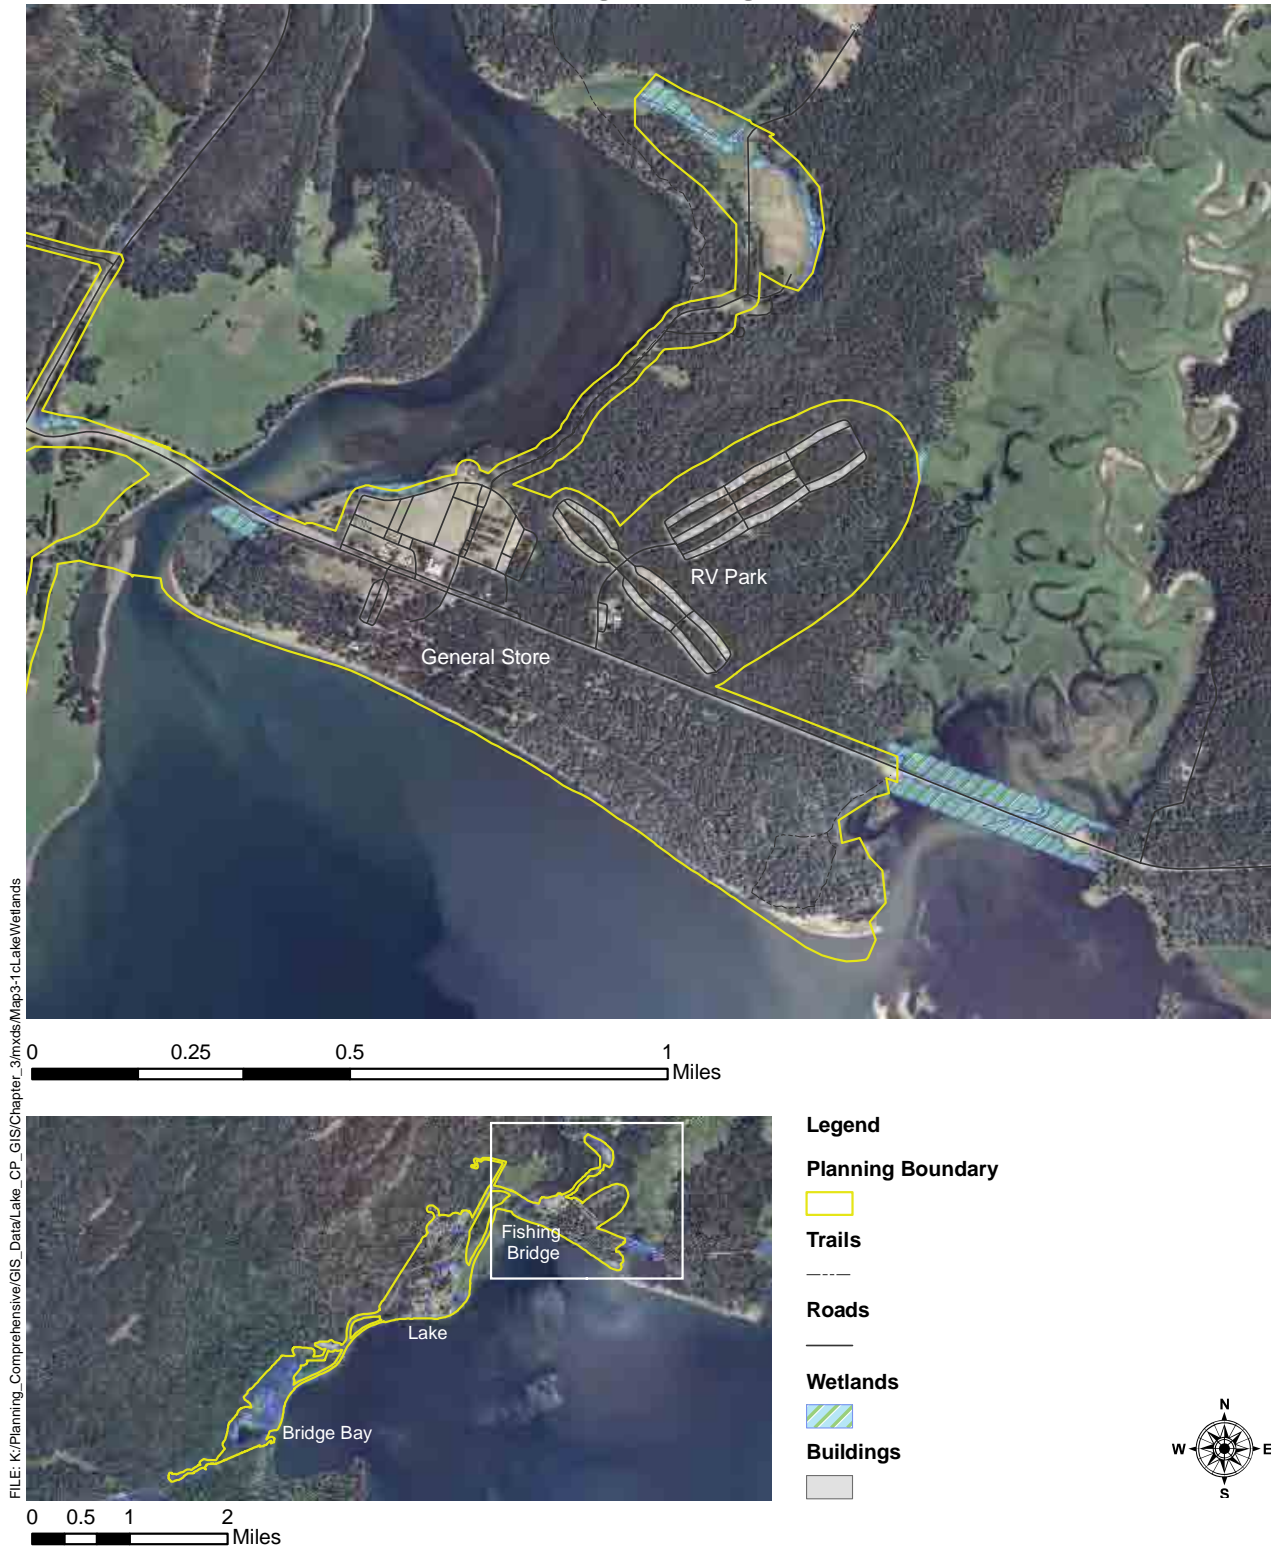 RV Park
General Store
0 0.25 0.5 1
Miles
FILE: K:/Planning_Comprehensive/GIS_Data/Lake_CP_GIS/Chapter_3/mxds/Map3-1cLakeWetlands
Fishing
Bridge
Lake
Bridge Bay
0 0.5 1 2
Miles
Legend
Planning Boundary
Trails
Roads
Wetlands
Buildings
N
W E
S